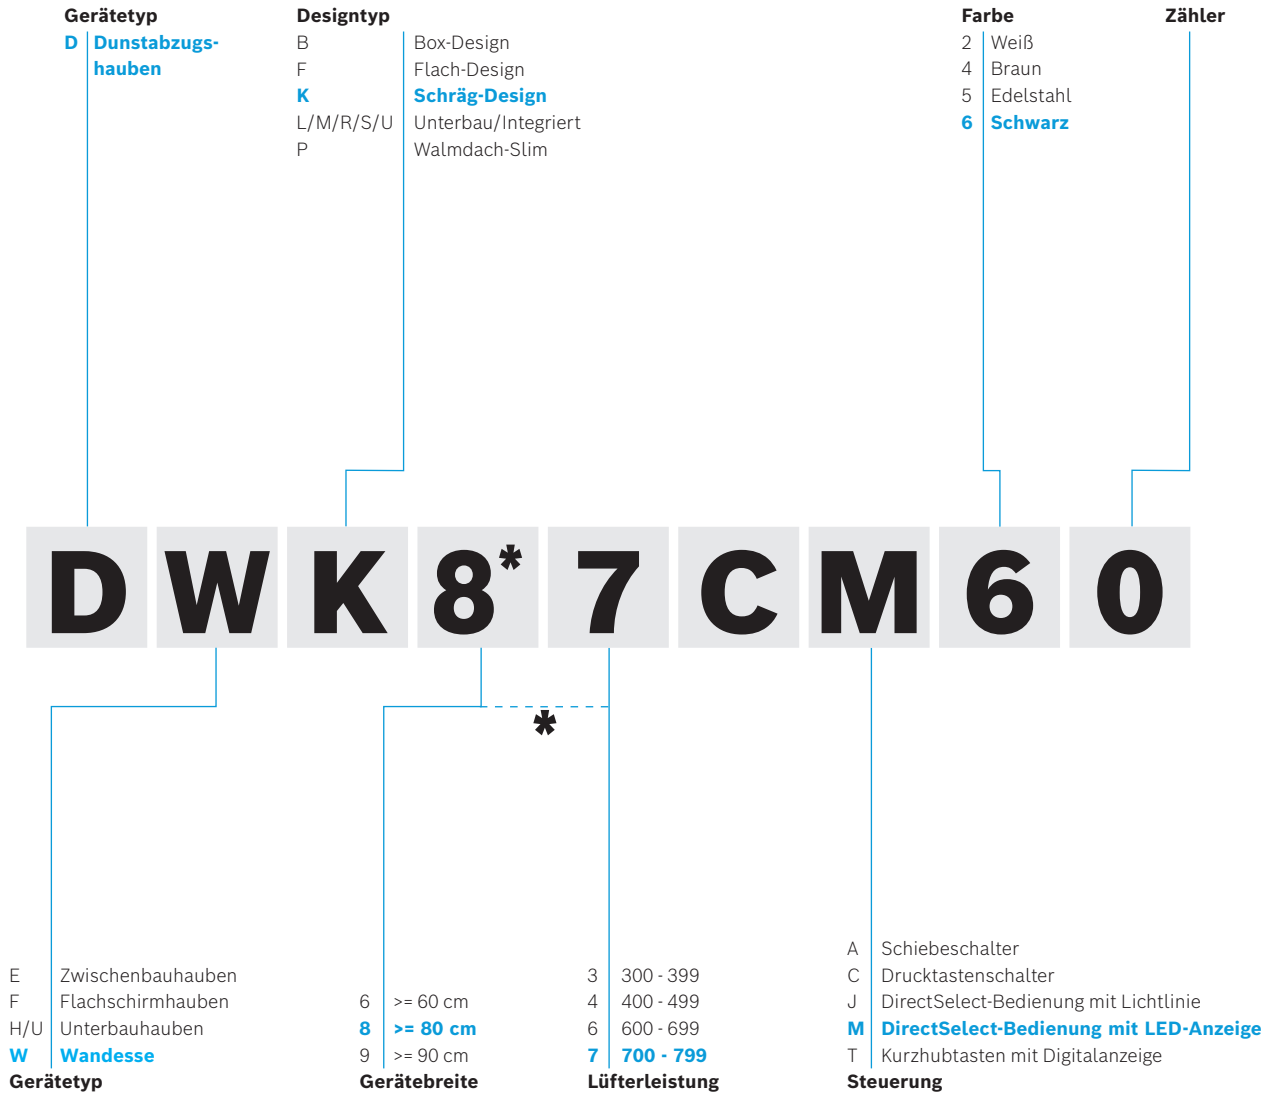 Gerätetyp
D Dunstabzugs-
hauben
Designtyp
B Box-Design
F Flach-Design
K Schräg-Design
L/M/R/S/U Unterbau/Integriert
P Walmdach-Slim
Farbe
2 Weiß
4 Braun
5 Edelstahl
6 Schwarz
Zähler
D W K 8* 7 C M 6 0
*
E Zwischenbauhauben
F Flachschirmhauben
H/U Unterbauhauben
W Wandesse
Gerätetyp
6 >= 60 cm
8 >= 80 cm
9 >= 90 cm
Gerätebreite
3 300 - 399
4 400 - 499
6 600 - 699
7 700 - 799
Lüfterleistung
A Schiebeschalter
C Drucktastenschalter
J DirectSelect-Bedienung mit Lichtlinie
M DirectSelect-Bedienung mit LED-Anzeige
T Kurzhubtasten mit Digitalanzeige
Steuerung